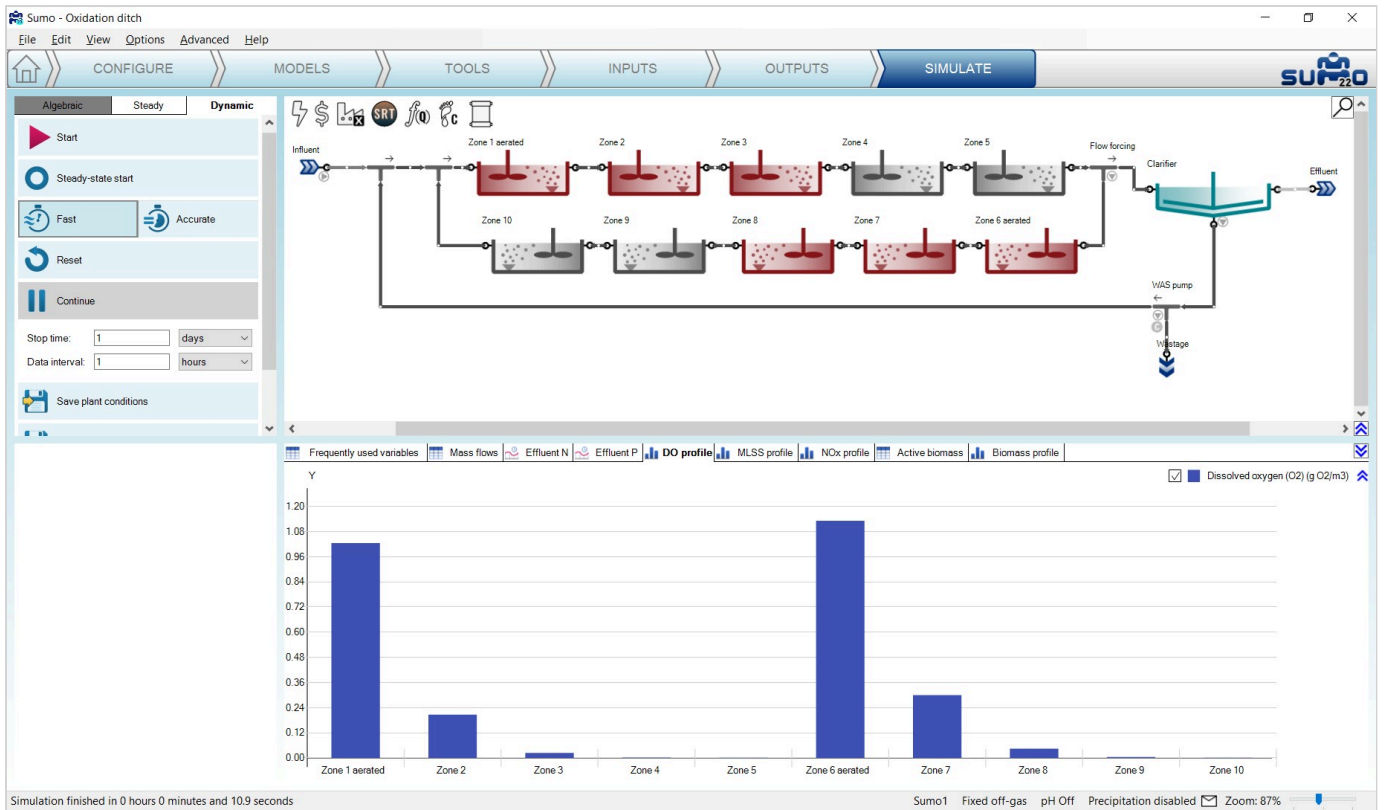 Sumo - Oxidation ditch
File Edit View Options Advanced Help
CONFIGURE MODELS TOOLS INPUTS OUTPUTS SIMULATE
SUMO 22
Algebraic Steady Dynamic
Start
Steady-state start
Fast Accurate
Reset
Continue
Stop time: 1 days
Data interval: 1 hours
Save plant conditions
$ x SRT f(Q) C
Influent
Zone 1 aerated Zone 2 Zone 3 Zone 4 Zone 5 Flow forcing
Clarifier
Effluent
Zone 10 Zone 9 Zone 8 Zone 7 Zone 6 aerated
WAS pump
C
Wastage
Frequently used variables Mass flows Effluent N Effluent P DO profile MLSS profile NOx profile Active biomass Biomass profile
Y
Dissolved oxygen (O2) (g O2/m3)
1.20
1.08
0.96
0.84
0.72
0.60
0.48
0.36
0.24
0.12
0.00
Zone 1 aerated Zone 2 Zone 3 Zone 4 Zone 5 Zone 6 aerated Zone 7 Zone 8 Zone 9 Zone 10
Simulation finished in 0 hours 0 minutes and 10.9 seconds
Sumo1 Fixed off-gas pH Off Precipitation disabled Zoom: 87%